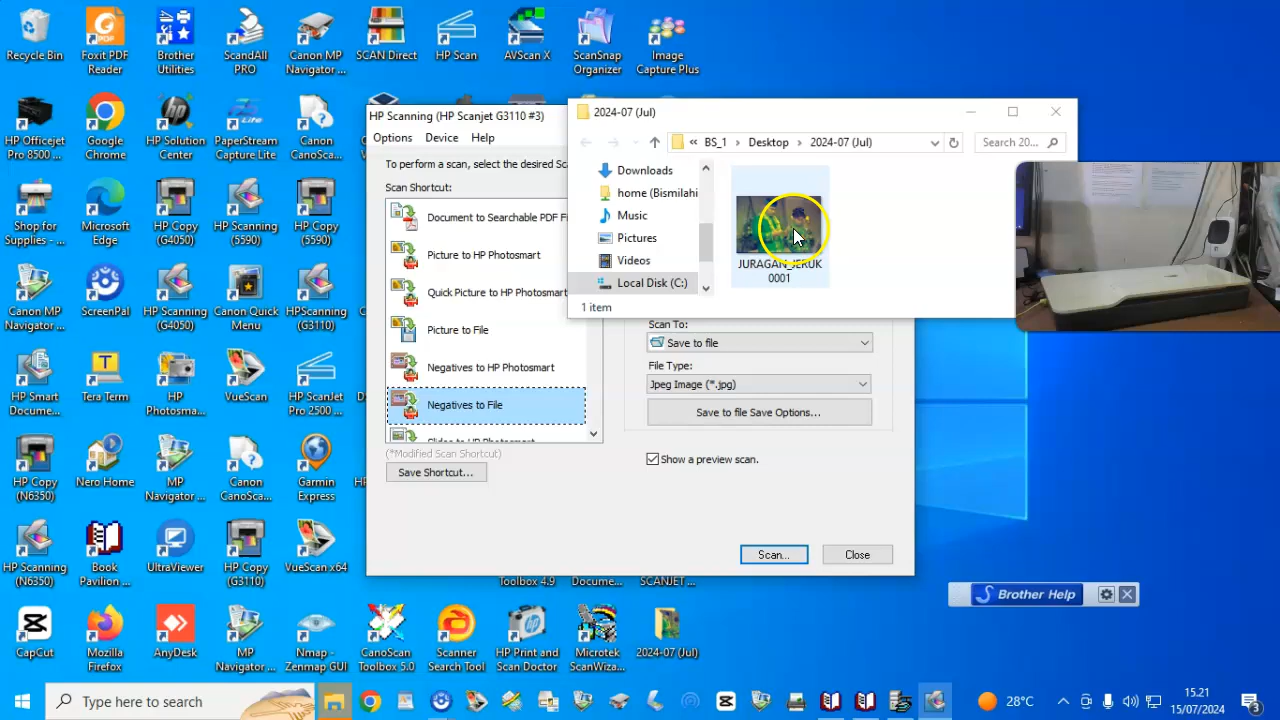 Recycle Bin
Foxit PDF
Reader
Brother
Utilities
ScandAll
PRO
Canon MP
Navigator ...
SCAN Direct
HP Scan
AVScan X
ScanSnap
Organizer
Image
Capture Plus
HP Officejet
Pro 8500 ...
Google
Chrome
HP Solution
Center
PaperStream
Capture Lite
Canon
CanoSca...
Shop for
Supplies - ...
Microsoft
Edge
HP Copy
(G4050)
HP Scanning
(5590)
HP Copy
(5590)
Canon MP
Navigator ...
ScreenPal
HP Scanning
(G4050)
Canon Quick
Menu
HPScanning
(G3110)
HP Smart
Docume...
Tera Term
HP
Photosma...
VueScan
HP ScanJet
Pro 2500 ...
HP Copy
(N6350)
Nero Home
MP
Navigator ...
Canon
CanoSca...
Garmin
Express
HP Scanning
(N6350)
Book
Pavilion ...
UltraViewer
HP Copy
(G3110)
VueScan x64
Toolbox 4.9
Docume...
SCANJET ...
CapCut
Mozilla
Firefox
AnyDesk
MP
Navigator ...
Nmap -
Zenmap GUI
CanoScan
Toolbox 5.0
Scanner
Search Tool
HP Print and
Scan Doctor
Microtek
ScanWiza...
2024-07 (Jul)
HP Scanning (HP Scanjet G3110 #3)
Options Device Help
To perform a scan, select the desired Sca
Scan Shortcut:
Document to Searchable PDF Fi
Picture to HP Photosmart
Quick Picture to HP Photosmart
Picture to File
Negatives to HP Photosmart
Negatives to File
Slides to HP Photosmart
(*Modified Scan Shortcut)
Save Shortcut...
Scan To:
Save to file
File Type:
Jpeg Image (*.jpg)
Save to file Save Options...
Show a preview scan.
Scan... Close
2024-07 (Jul)
« BS_1 › Desktop › 2024-07 (Jul)
Search 20...
Downloads
home (Bismilahi
Music
Pictures
Videos
Local Disk (C:)
JURAGAN_JERUK
0001
1 item
Brother Help
Type here to search
28°C
15.21
15/07/2024
3